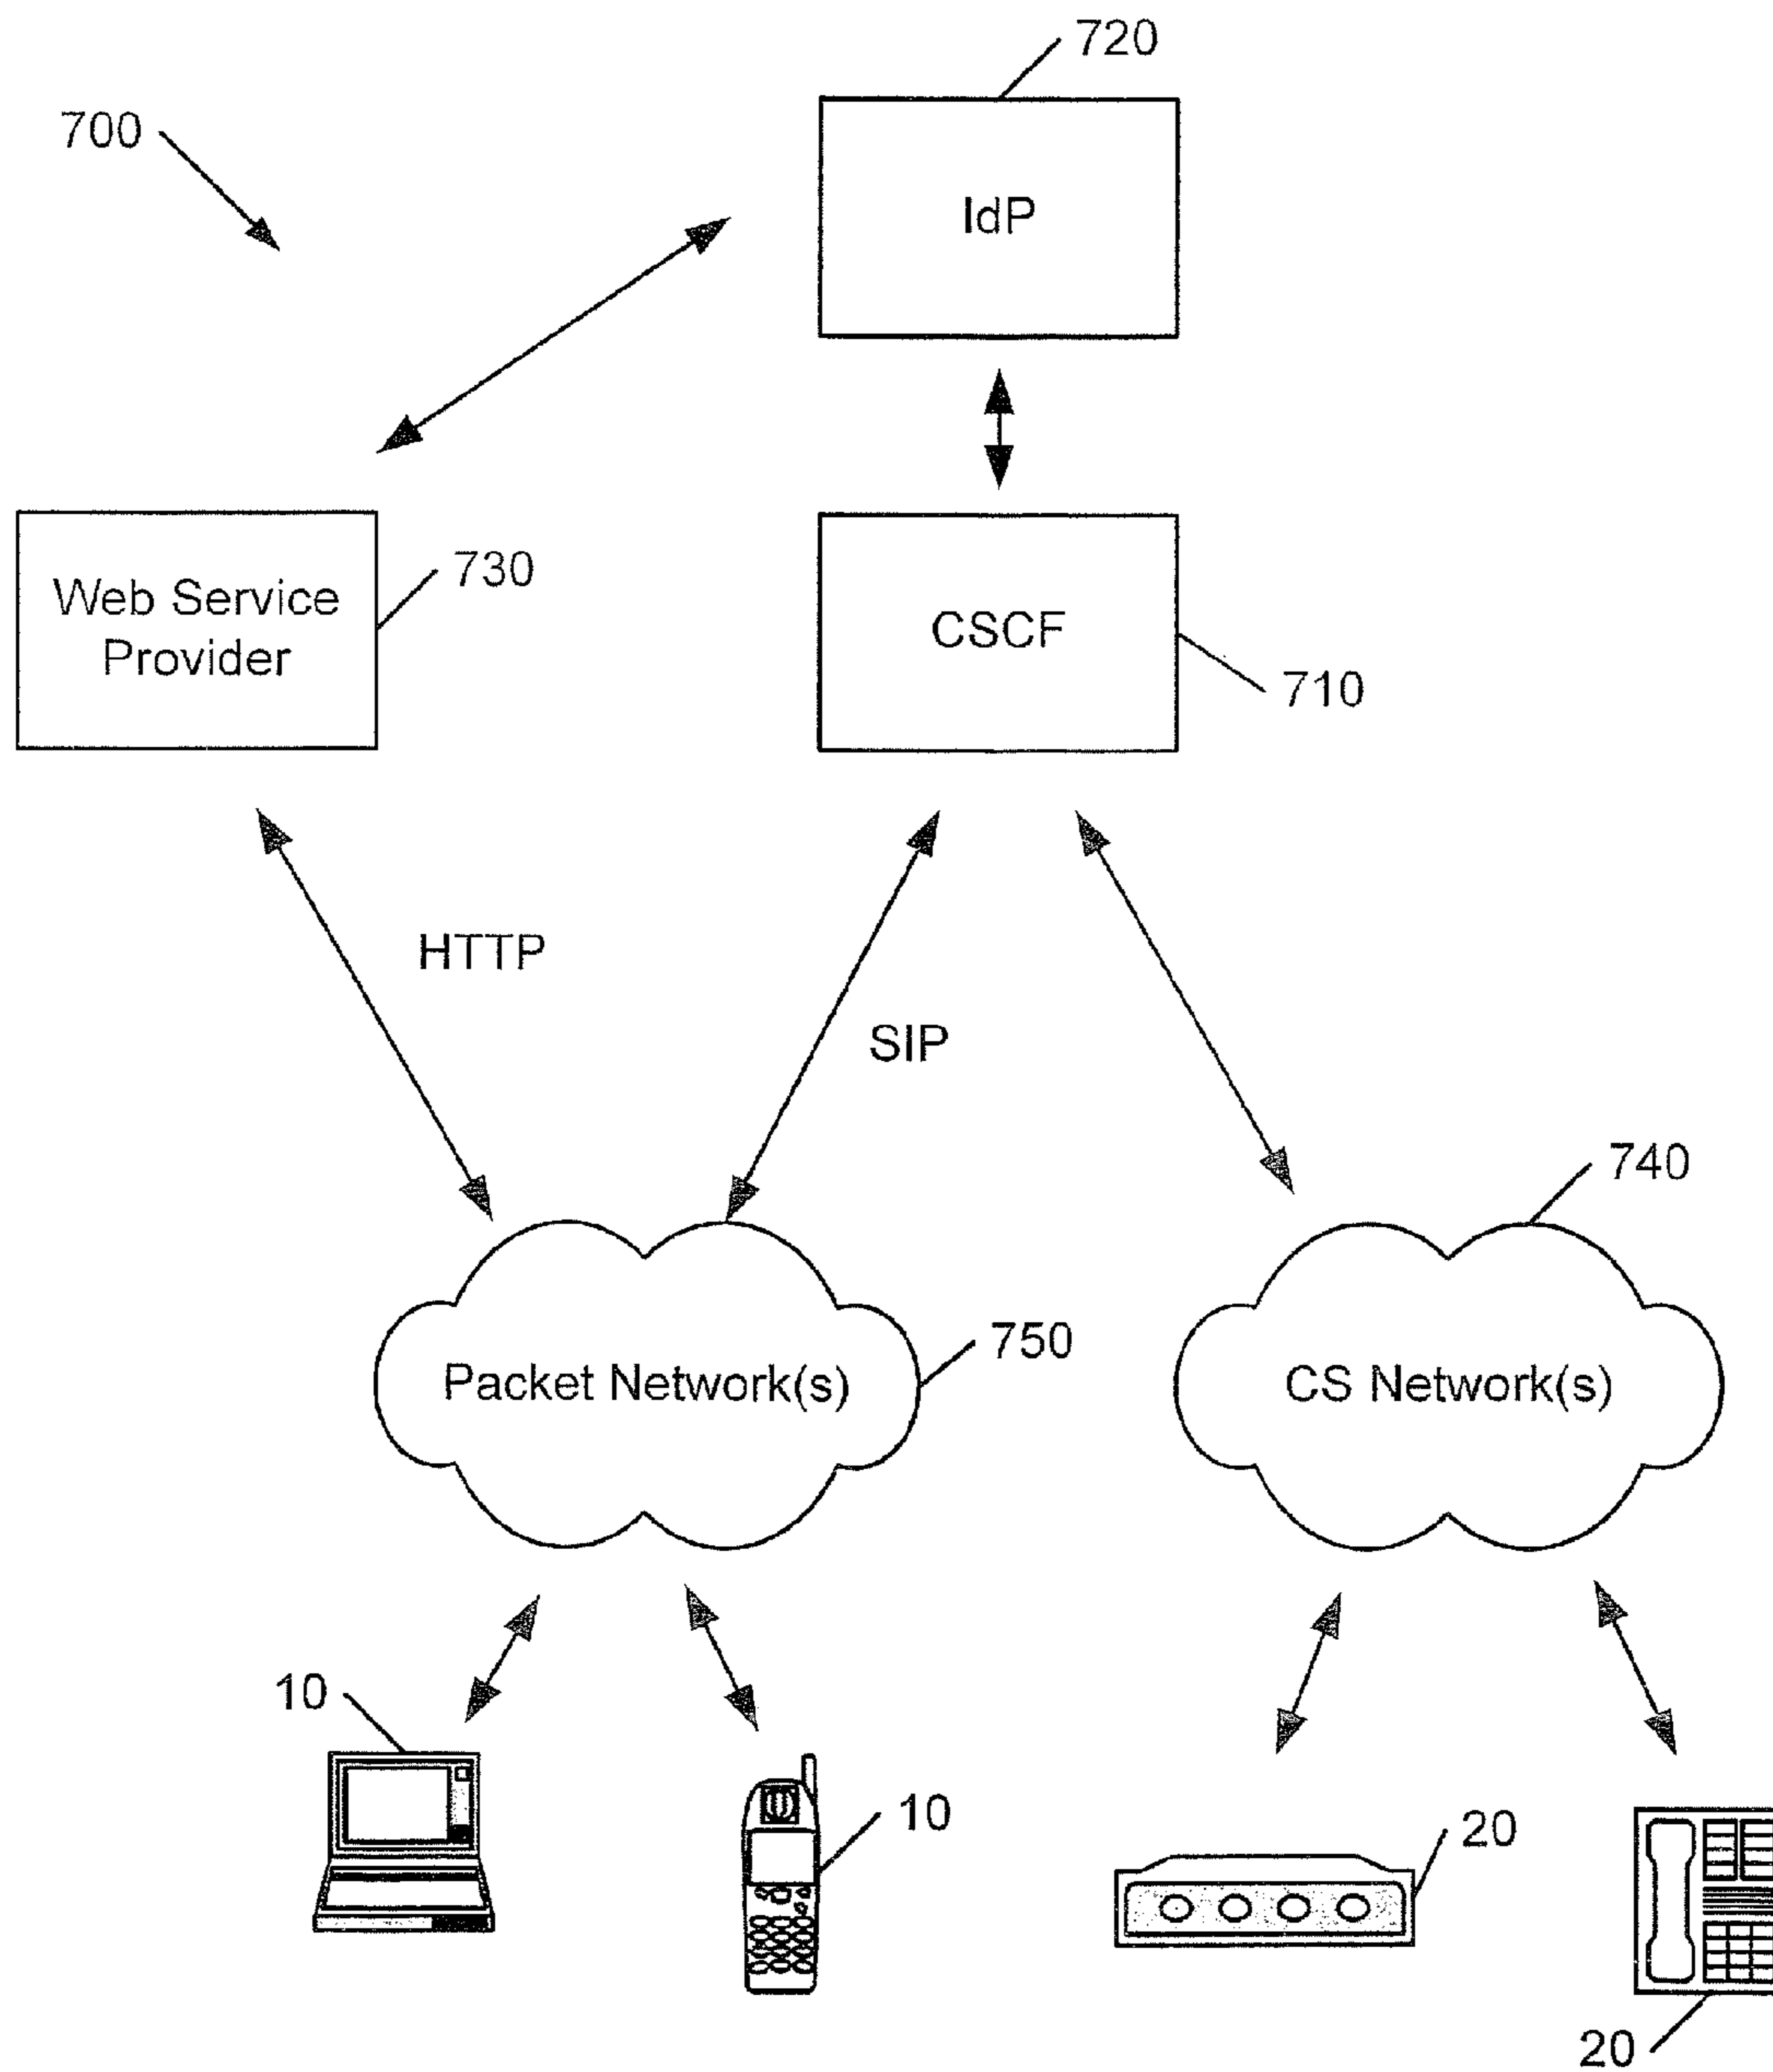 720
700
IdP
730
Web Service
Provider
CSCF
710
HTTP
SIP
740
750
Packet Network(s)
CS Network(s)
10
10
20
20